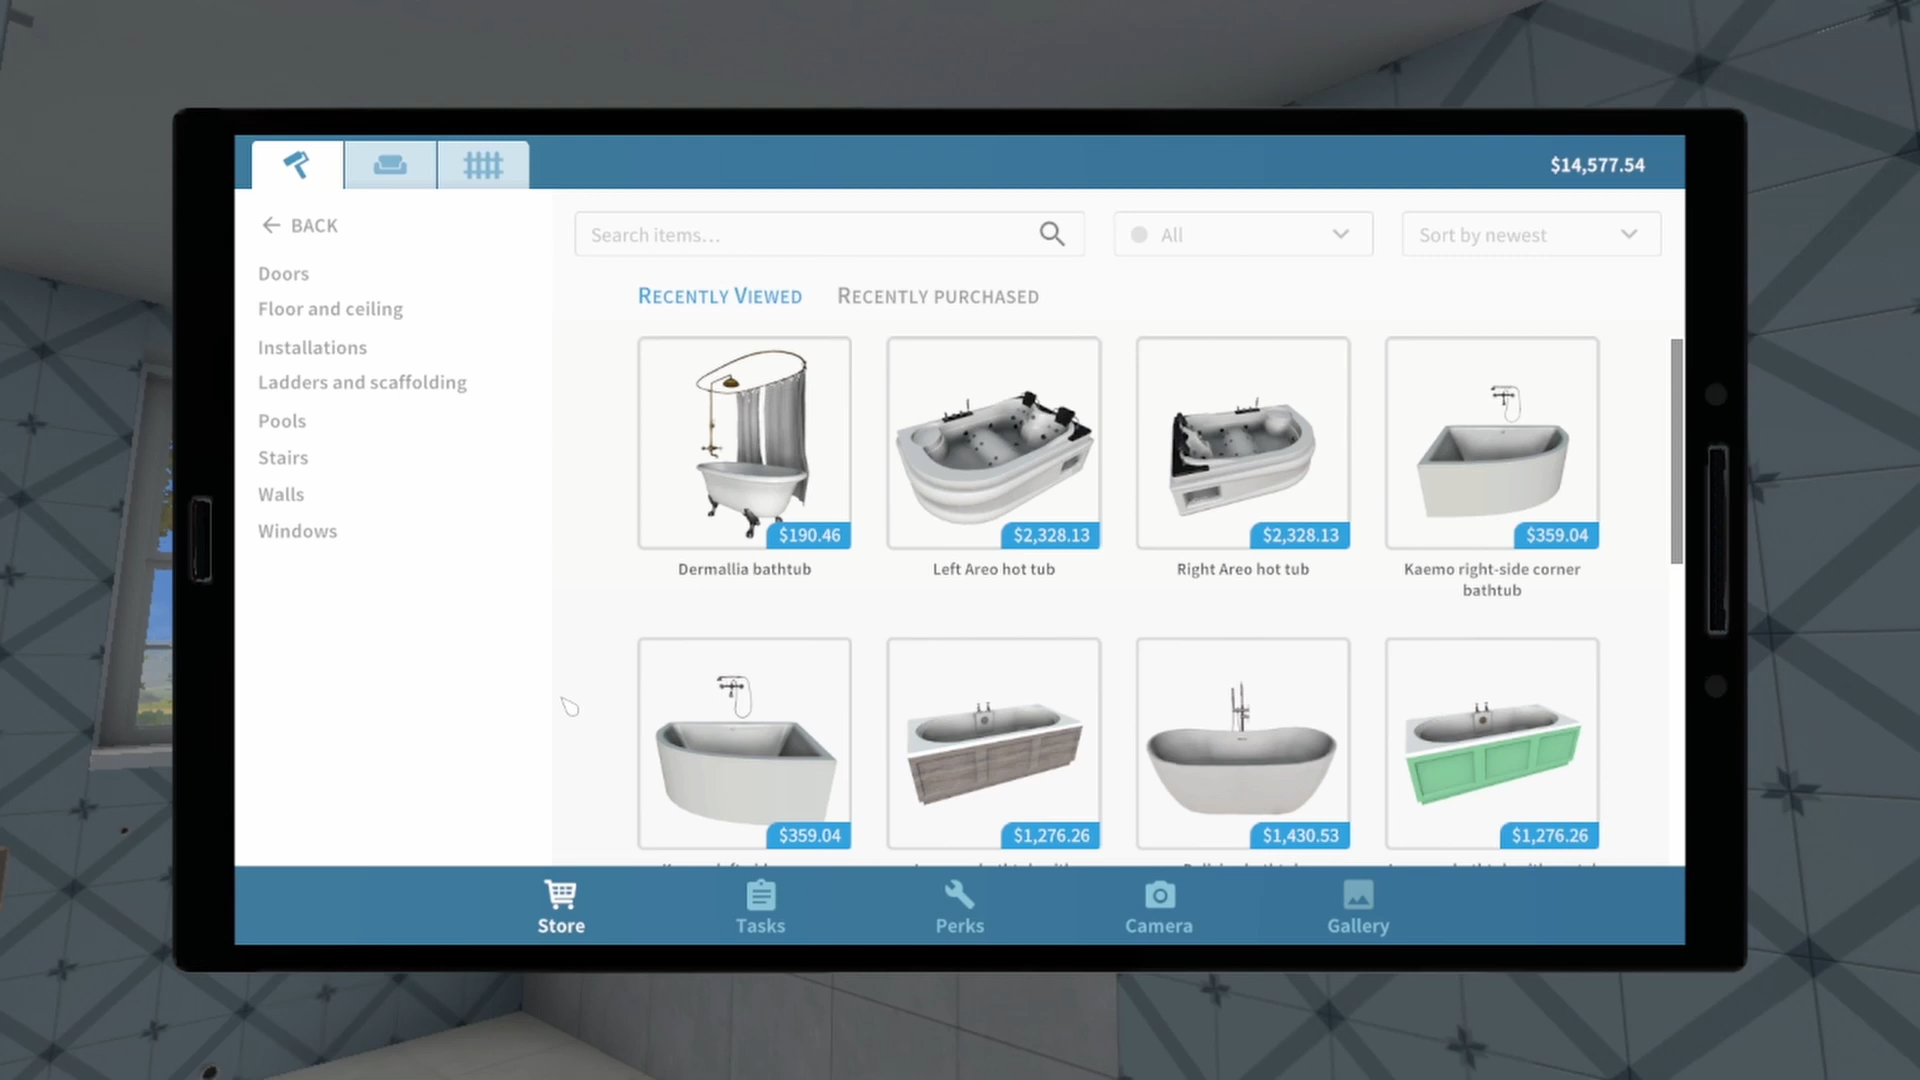 $14,577.54
BACK
Doors
Floor and ceiling
Installations
Ladders and scaffolding
Pools
Stairs
Walls
Windows
Search items...
All
Sort by newest
RECENTLY VIEWED
RECENTLY PURCHASED
$190.46
$2,328.13
$2,328.13
$359.04
Dermallia bathtub
Left Areo hot tub
Right Areo hot tub
Kaemo right-side corner
bathtub
$359.04
$1,276.26
$1,430.53
$1,276.26
Store
Tasks
Perks
Camera
Gallery